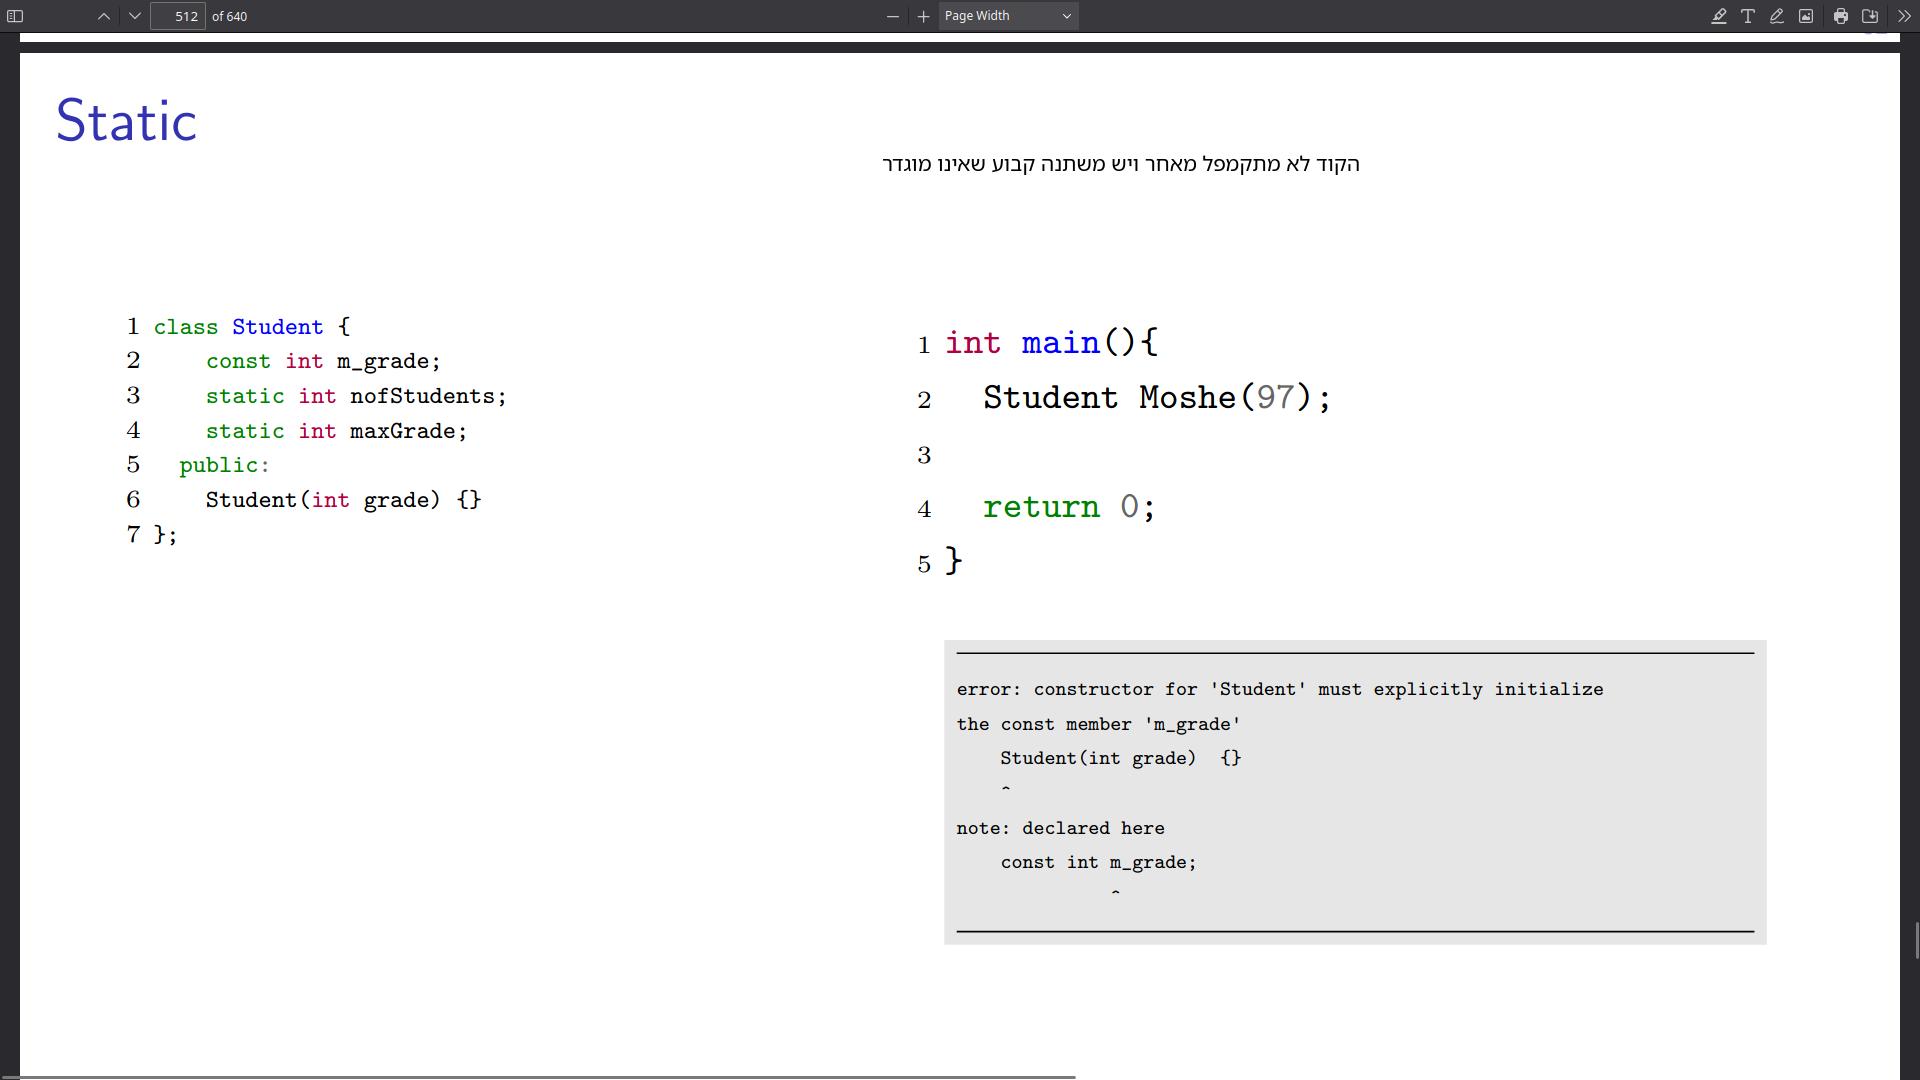 512 of 640
Page Width
Static
הקוד לא מתקמפל מאחר ויש משתנה קבוע שאינו מוגדר
1 class Student {
2 const int m_grade;
3 static int nofStudents;
4 static int maxGrade;
5 public:
6 Student(int grade) {}
7 };
1 int main(){
2 Student Moshe(97);
3
4 return 0;
5 }
error: constructor for 'Student' must explicitly initialize
the const member 'm_grade'
Student(int grade) {}
^
note: declared here
const int m_grade;
^